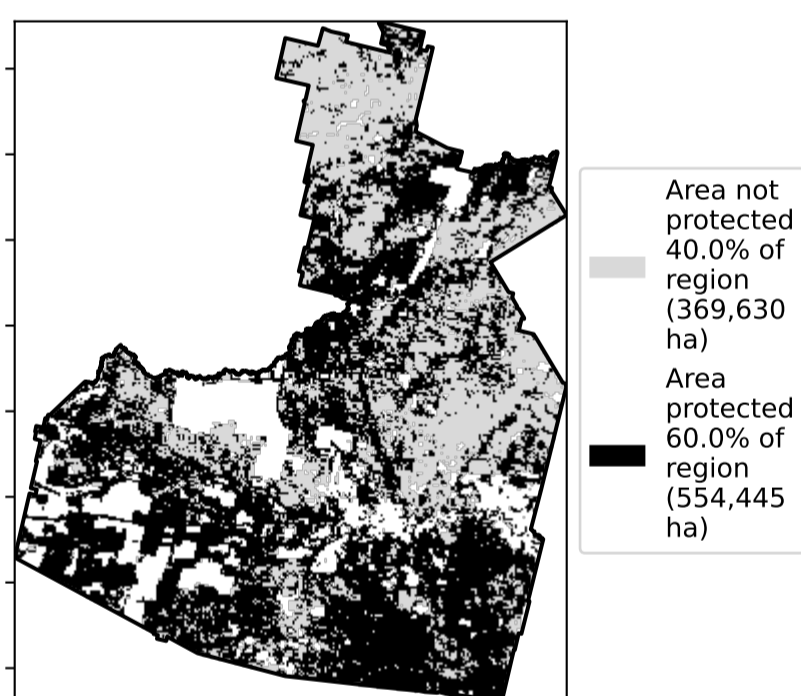 Area not
protected
40.0% of
region
(369,630
ha)
Area
protected
60.0% of
region
(554,445
ha)